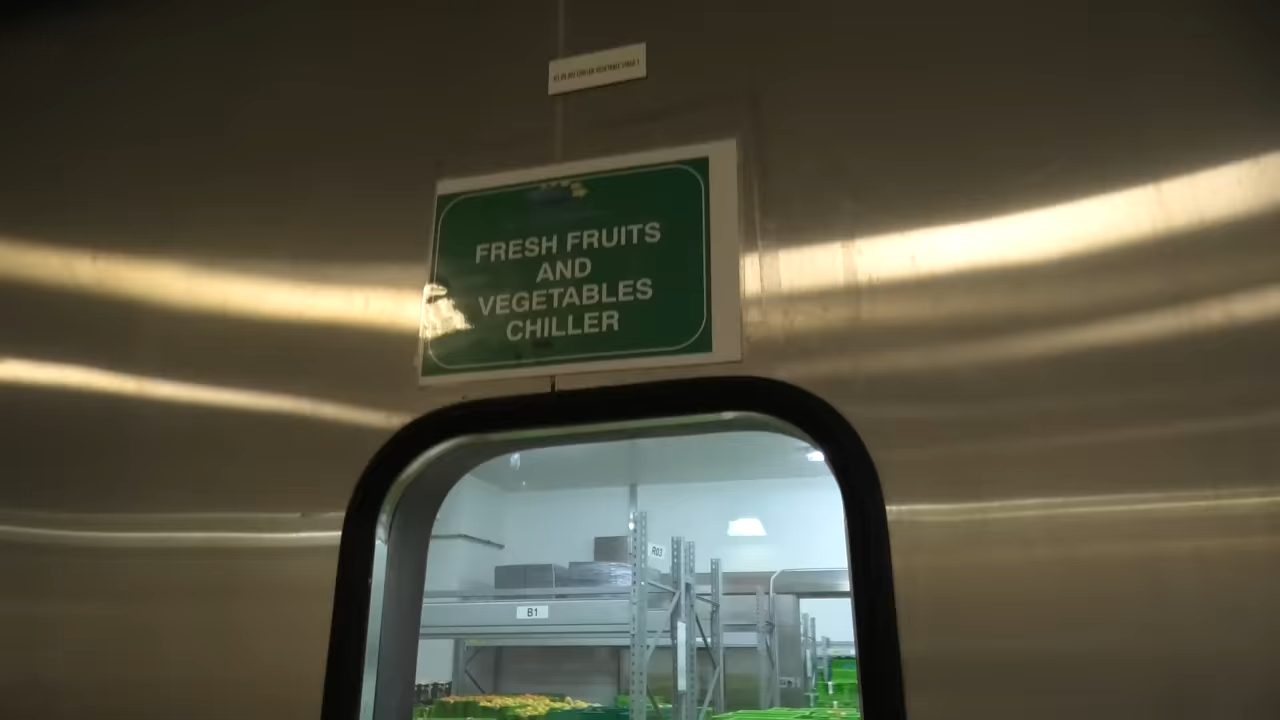 FRESH FRUITS
AND
VEGETABLES
CHILLER
R03
B1